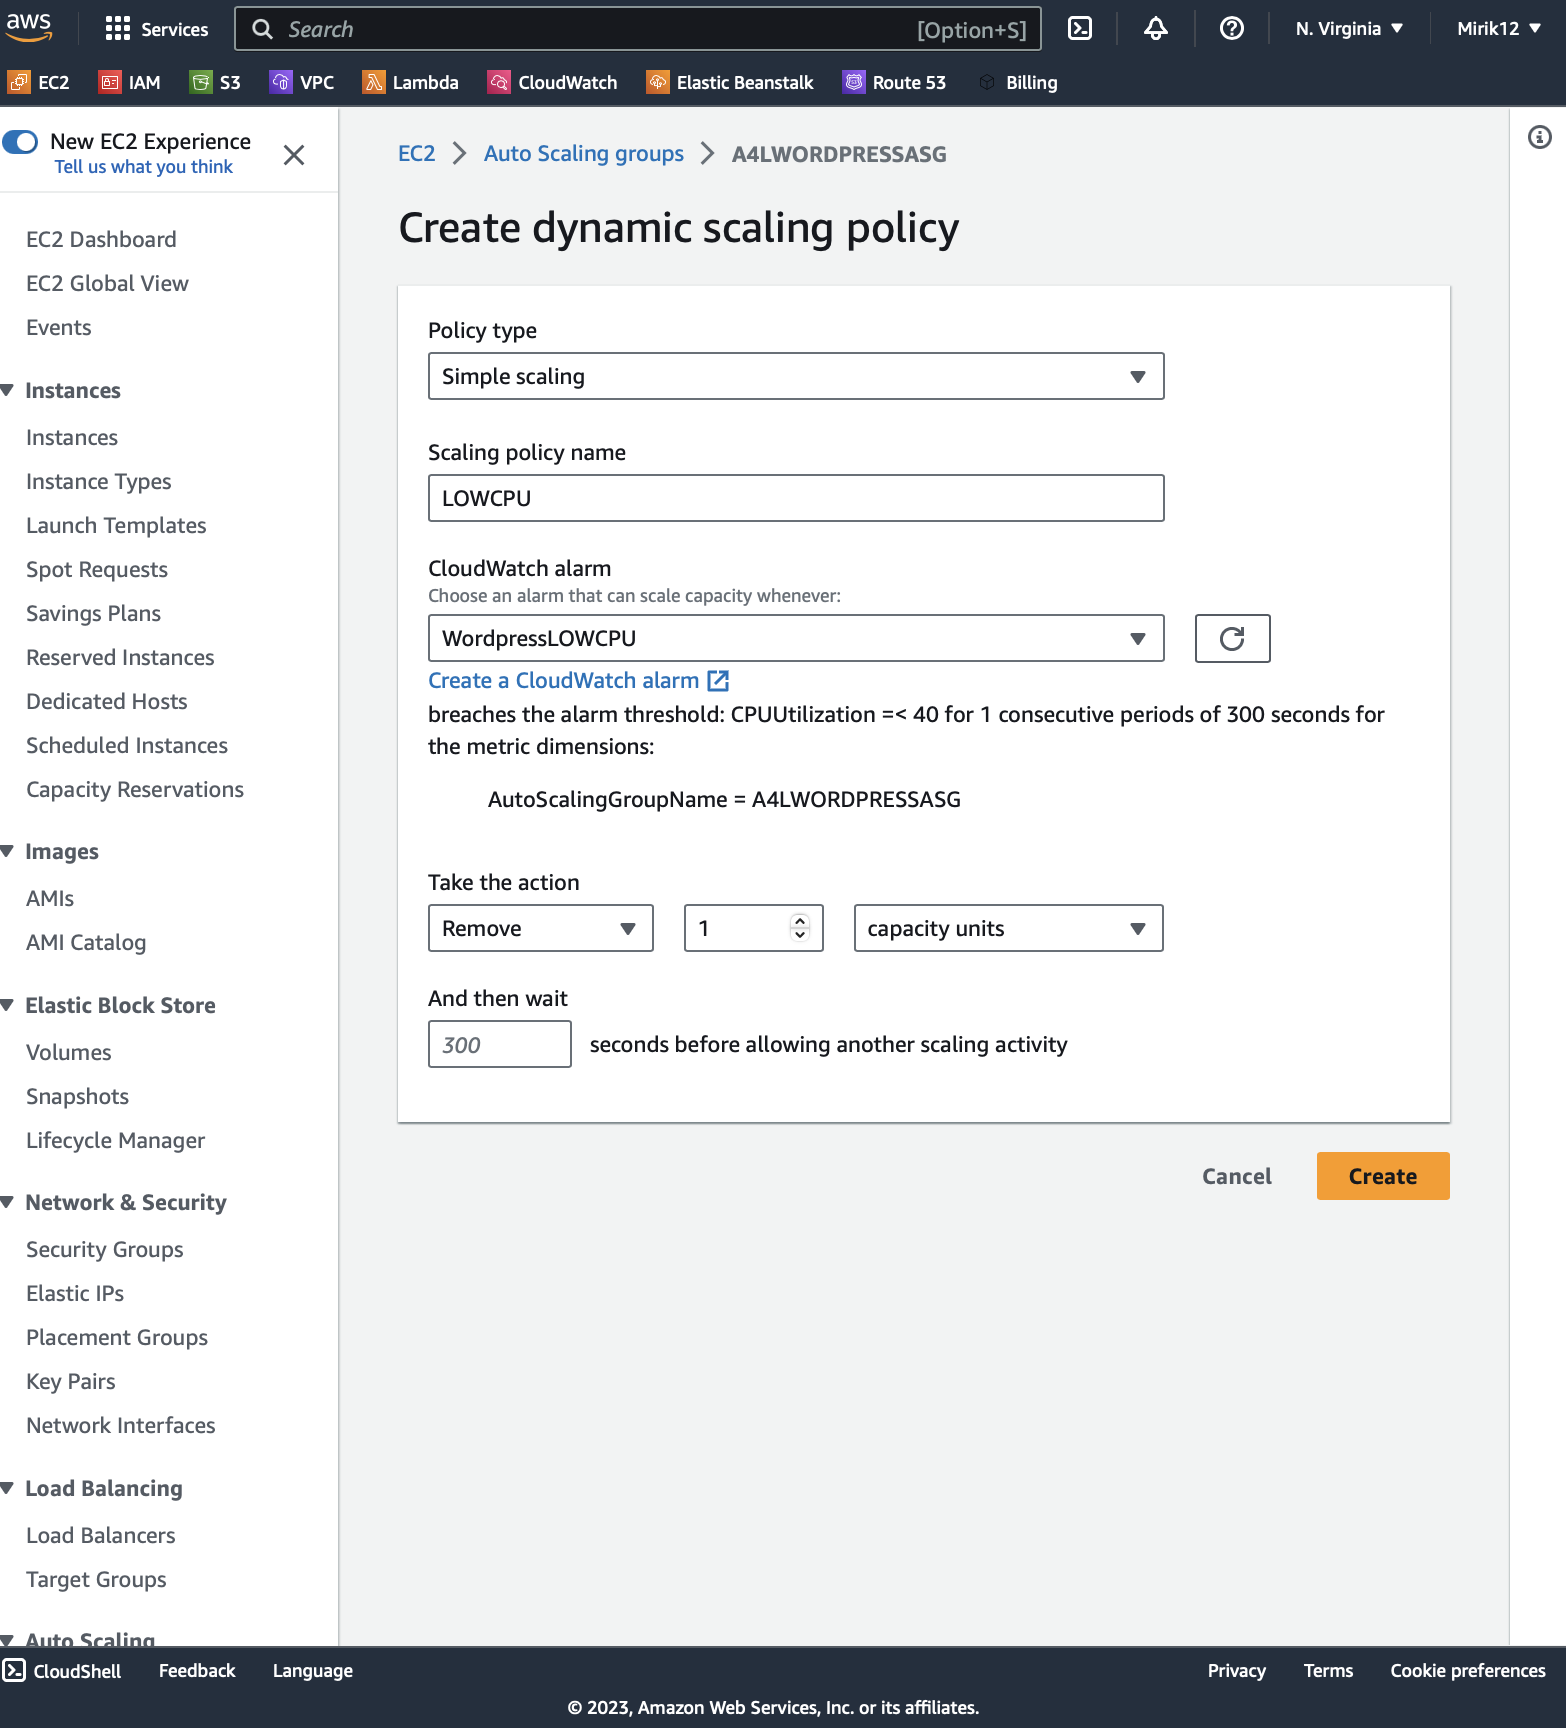 aws
Services
Search
[Option+S]
N. Virginia
Mirik12
EC2
IAM
S3
VPC
Lambda
CloudWatch
Elastic Beanstalk
Route 53
Billing
New EC2 Experience
Tell us what you think
EC2 Dashboard
EC2 Global View
Events
Instances
Instances
Instance Types
Launch Templates
Spot Requests
Savings Plans
Reserved Instances
Dedicated Hosts
Scheduled Instances
Capacity Reservations
Images
AMIs
AMI Catalog
Elastic Block Store
Volumes
Snapshots
Lifecycle Manager
Network & Security
Security Groups
Elastic IPs
Placement Groups
Key Pairs
Network Interfaces
Load Balancing
Load Balancers
Target Groups
Auto Scaling
EC2 > Auto Scaling groups > A4LWORDPRESSASG
Create dynamic scaling policy
Policy type
Simple scaling
Scaling policy name
LOWCPU
CloudWatch alarm
Choose an alarm that can scale capacity whenever:
WordpressLOWCPU
Create a CloudWatch alarm
breaches the alarm threshold: CPUUtilization =< 40 for 1 consecutive periods of 300 seconds for
the metric dimensions:
AutoScalingGroupName = A4LWORDPRESSASG
Take the action
Remove
1
capacity units
And then wait
300
seconds before allowing another scaling activity
Cancel
Create
CloudShell
Feedback
Language
Privacy
Terms
Cookie preferences
© 2023, Amazon Web Services, Inc. or its affiliates.